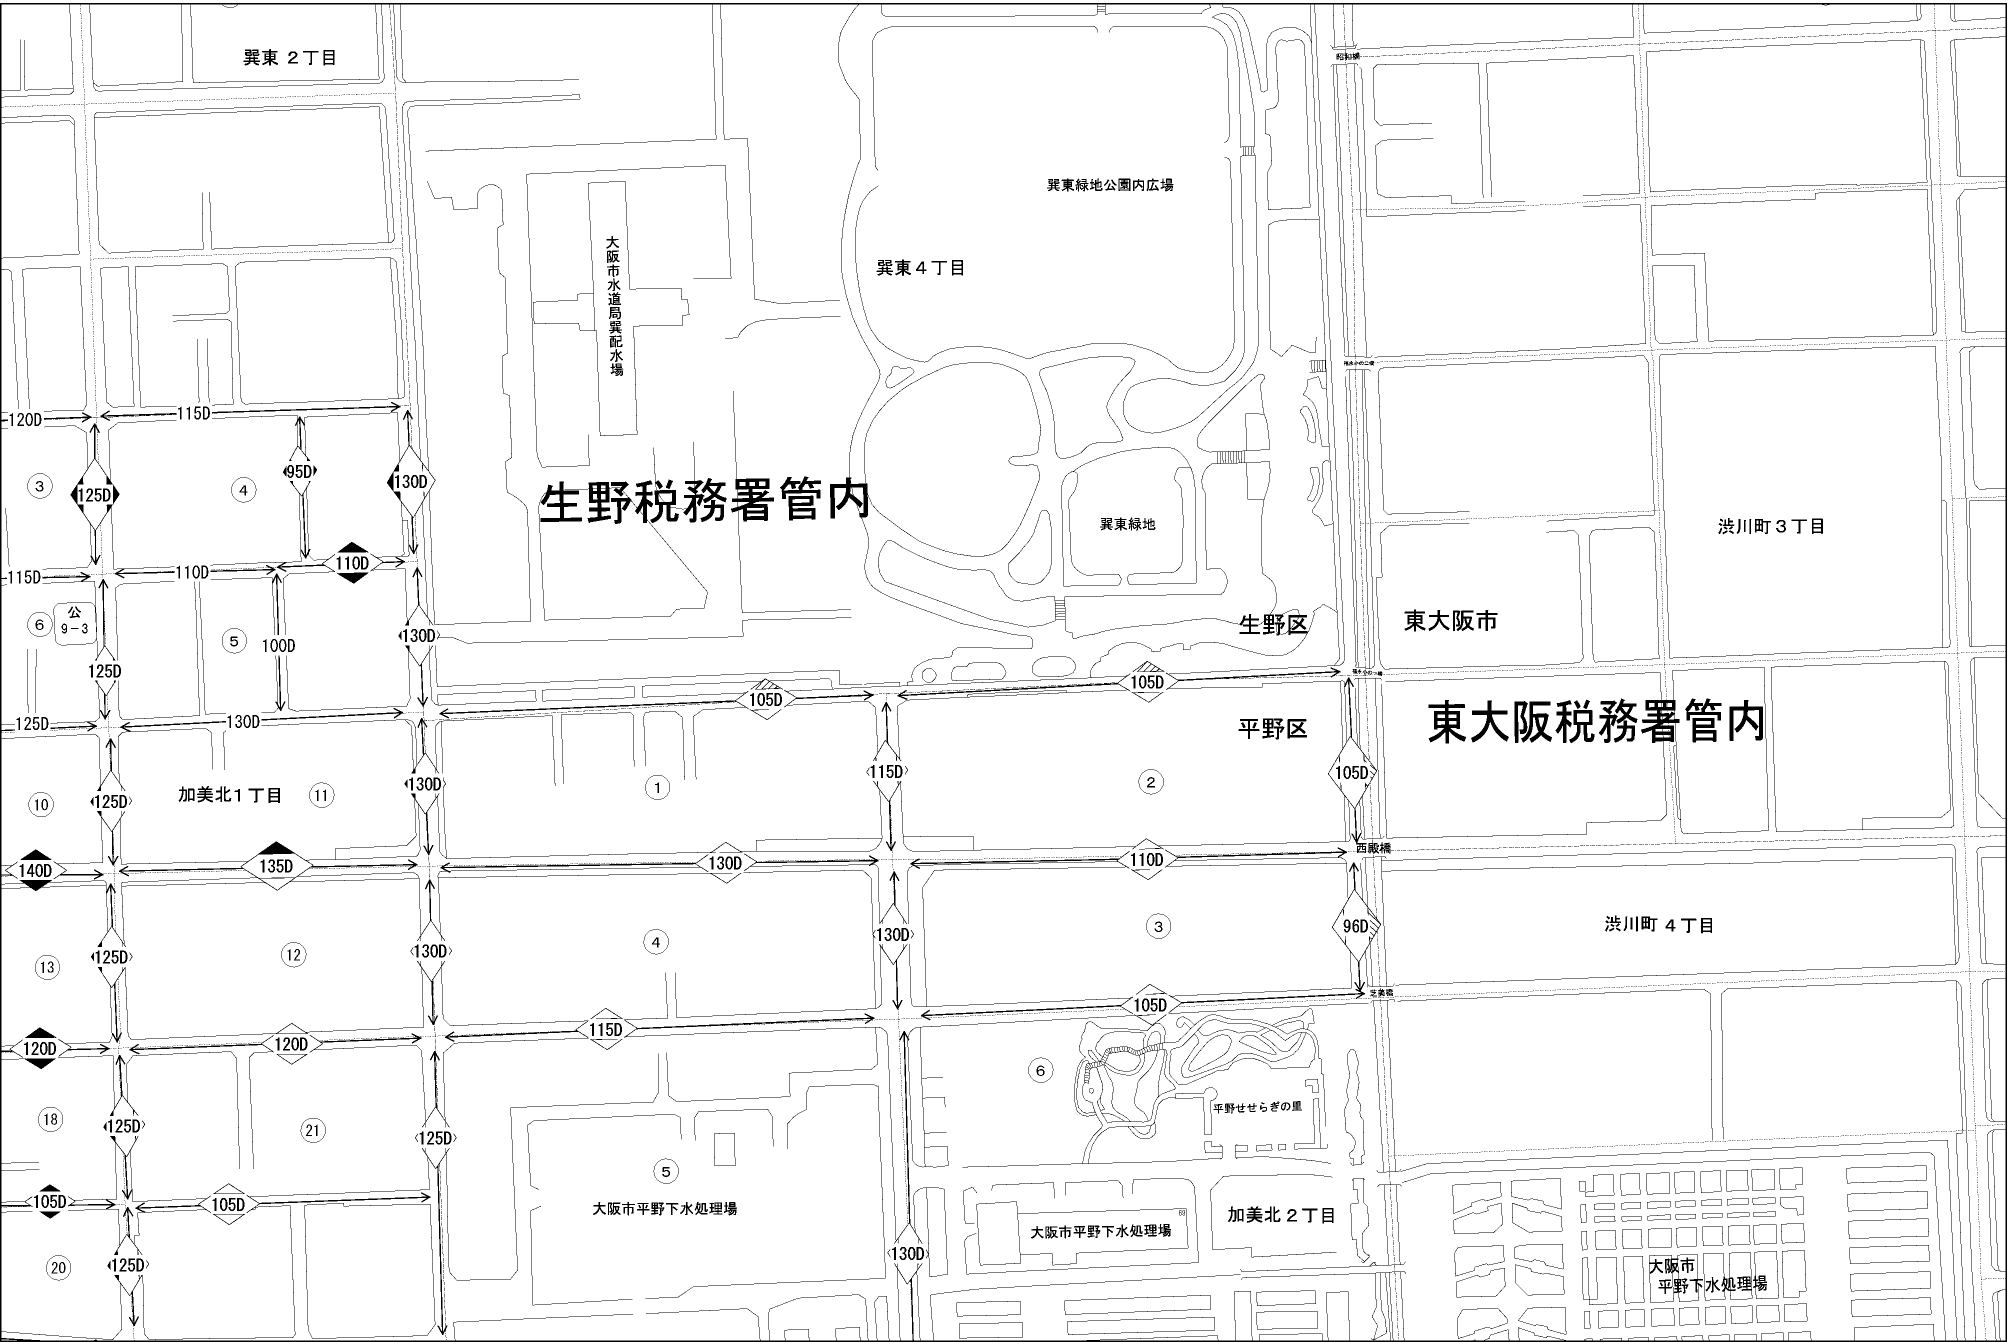 巽東 2丁目
昭和橋
巽東緑地公園内広場
大阪市水道局巽配水場
巽東4丁目
120D
115D
95D
130D
125D
③
④
生野税務署管内
巽東緑地
渋川町3丁目
115D
110D
110D
⑥
公
9-3
⑤
100D
130D
125D
生野区
東大阪市
125D
130D
105D
105D
平野区
東大阪税務署管内
⑩
125D
加美北1丁目
⑪
130D
①
115D
②
105D
140D
135D
130D
110D
西殿橋
⑬
125D
⑫
130D
④
130D
③
96D
渋川町 4丁目
芝美橋
120D
120D
115D
105D
⑱
125D
㉑
125D
⑤
大阪市平野下水処理場
⑥
平野せせらぎの里
105D
105D
大阪市平野下水処理場
加美北2丁目
⑳
125D
130D
大阪市
平野下水処理場